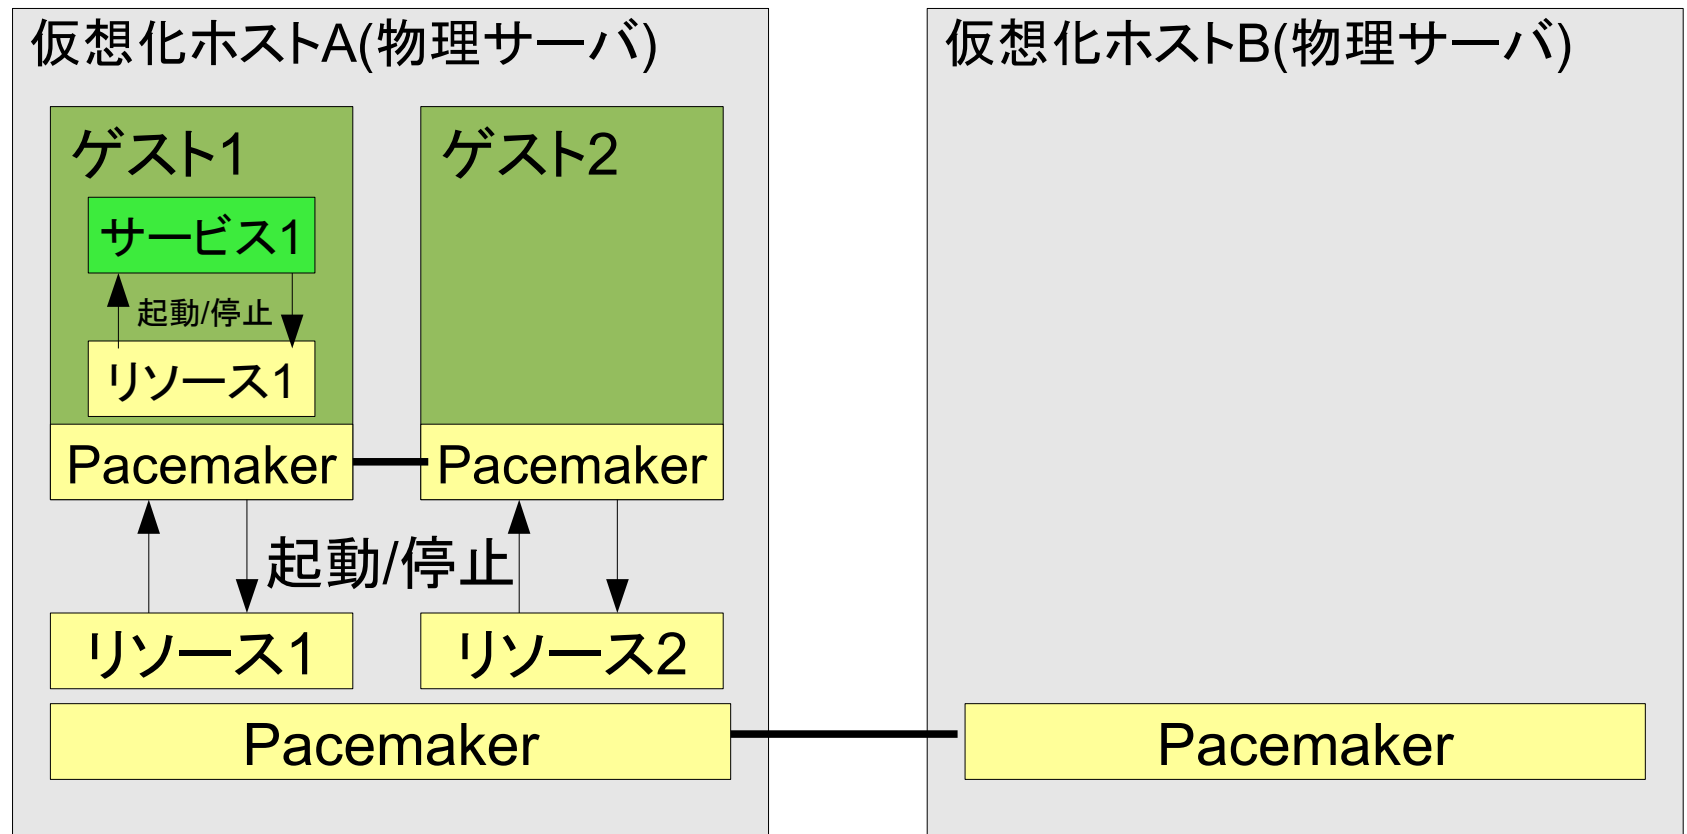 仮想化ホストA(物理サーバ)
ゲスト1
サービス1
起動/停止
リソース1
Pacemaker
ゲスト2
Pacemaker
起動/停止
リソース1
リソース2
Pacemaker
仮想化ホストB(物理サーバ)
Pacemaker